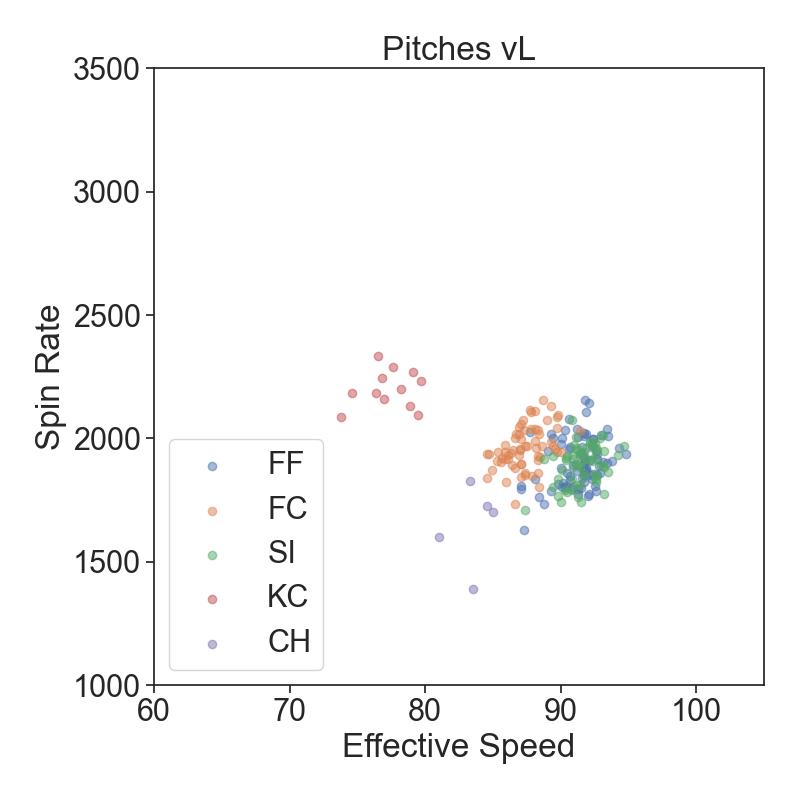 Pitches vL
3500
3000
2500
2000
1500
1000
Spin Rate
FF
FC
SI
KC
CH
60 70 80 90 100
Effective Speed